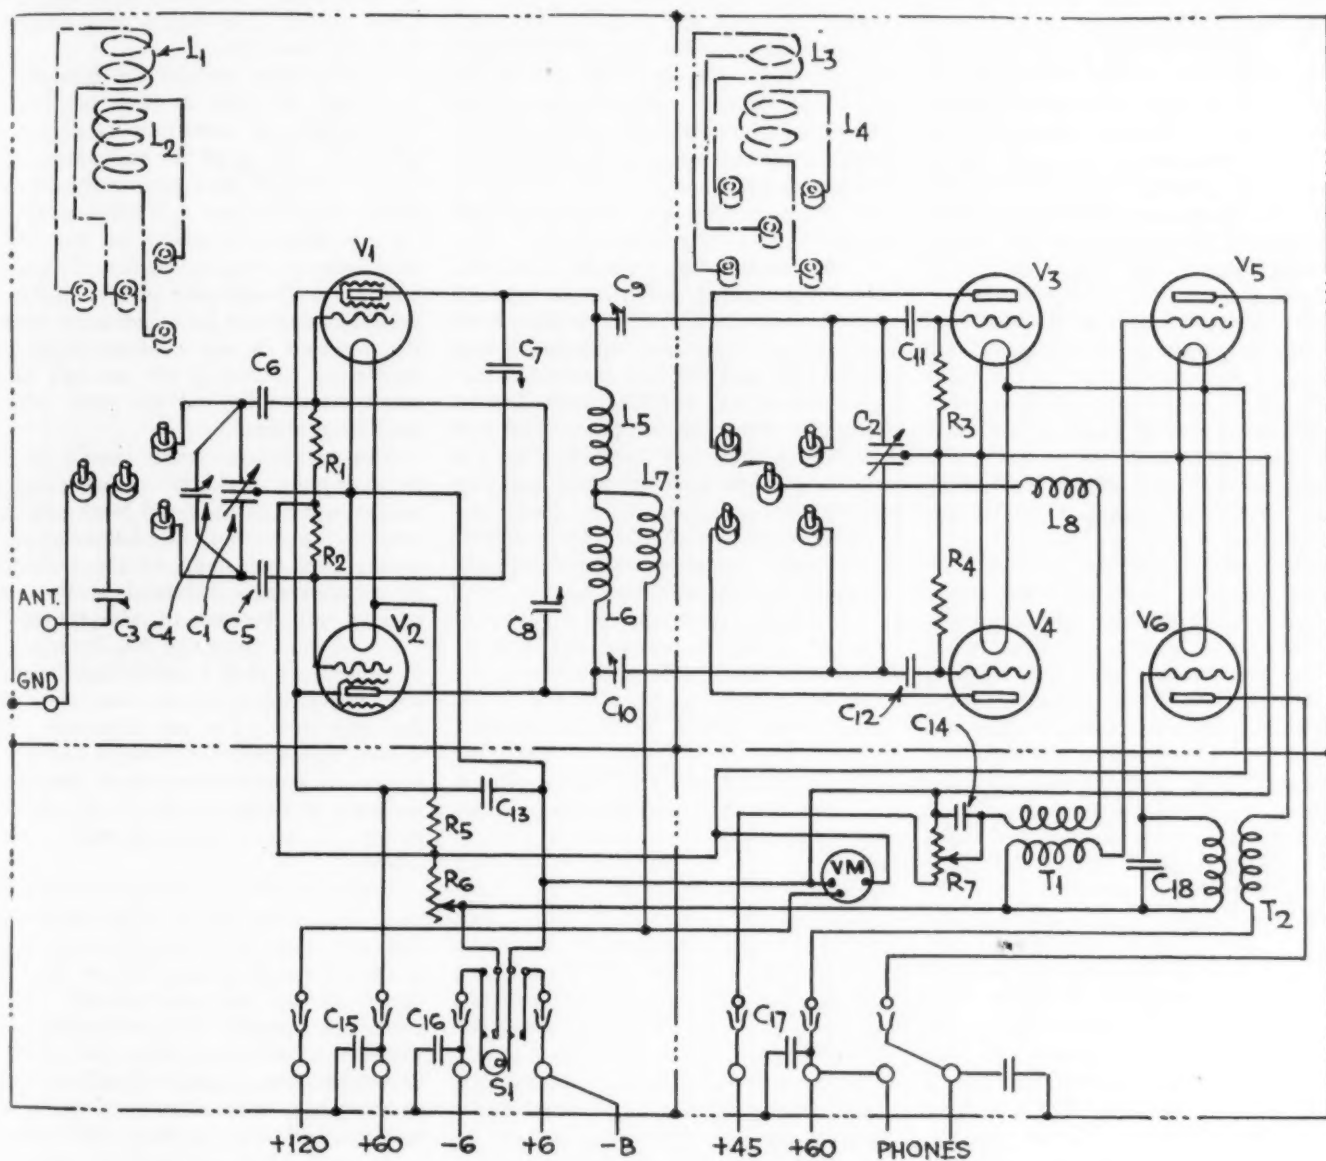 L1
L2
L3
L4
V1
V3
V5
C9
C6
C7
C11
R1
L5
C2
R3
L7
L8
R2
R4
ANT.
C3
C4
C1
C5
V2
C8
L6
V4
V6
GND
C10
C12
C14
C13
R5
R6
VM
R7
T1
C18
T2
C15
C16
C17
S1
+120 +60 -6 +6 -B +45 +60 PHONES